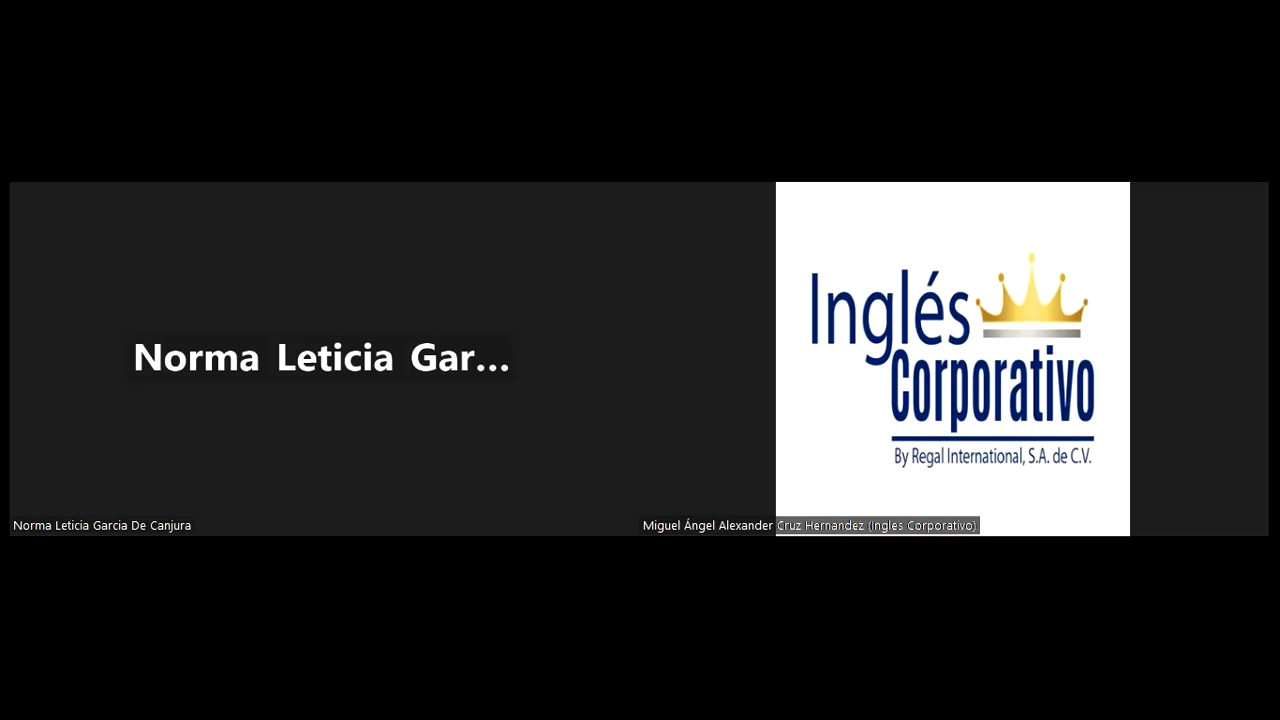 Norma Leticia Gar...
Norma Leticia Garcia De Canjura
Inglés
Corporativo
By Regal International, S.A. de C.V.
Miguel Ángel Alexander Cruz Hernandez (Ingles Corporativo)